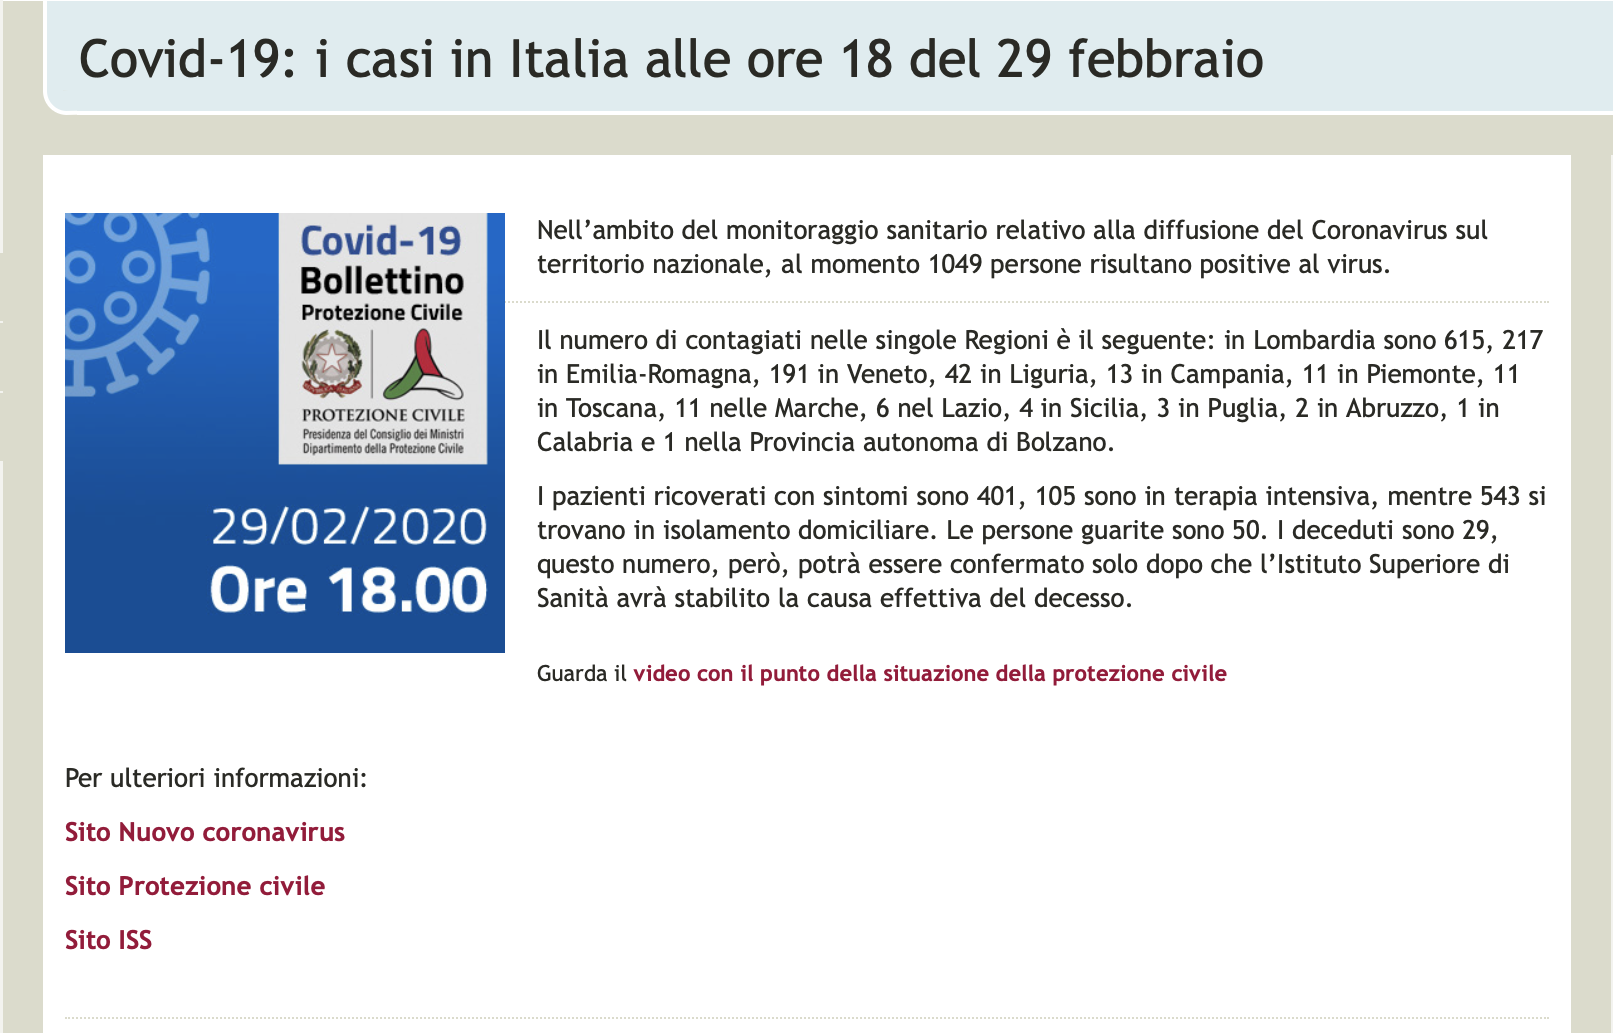 Covid-19: i casi in Italia alle ore 18 del 29 febbraio
Covid-19
Bollettino
Protezione Civile
PROTEZIONE CIVILE
Presidenza del Consiglio dei Ministri
Dipartimento della Protezione Civile
29/02/2020
Ore 18.00
Nell’ambito del monitoraggio sanitario relativo alla diffusione del Coronavirus sul
territorio nazionale, al momento 1049 persone risultano positive al virus.
Il numero di contagiati nelle singole Regioni è il seguente: in Lombardia sono 615, 217
in Emilia-Romagna, 191 in Veneto, 42 in Liguria, 13 in Campania, 11 in Piemonte, 11
in Toscana, 11 nelle Marche, 6 nel Lazio, 4 in Sicilia, 3 in Puglia, 2 in Abruzzo, 1 in
Calabria e 1 nella Provincia autonoma di Bolzano.
I pazienti ricoverati con sintomi sono 401, 105 sono in terapia intensiva, mentre 543 si
trovano in isolamento domiciliare. Le persone guarite sono 50. I deceduti sono 29,
questo numero, però, potrà essere confermato solo dopo che l’Istituto Superiore di
Sanità avrà stabilito la causa effettiva del decesso.
Guarda il video con il punto della situazione della protezione civile
Per ulteriori informazioni:
Sito Nuovo coronavirus
Sito Protezione civile
Sito ISS